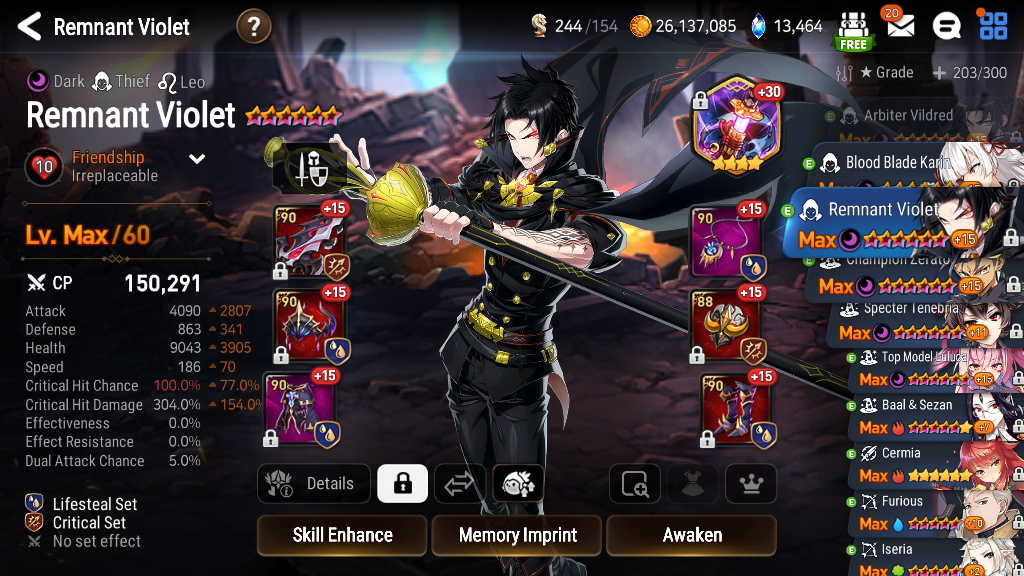 Remnant Violet
?
244/154
26,137,085
13,464
FREE
20
Dark Thief Leo
Remnant Violet
10
Friendship
Irreplaceable
Lv. Max/60
CP 150,291
Attack 4090 2807
Defense 863 341
Health 9043 3905
Speed 186 70
Critical Hit Chance 100.0% 77.0%
Critical Hit Damage 304.0% 154.0%
Effectiveness 0.0%
Effect Resistance 0.0%
Dual Attack Chance 5.0%
Lifesteal Set
Critical Set
No set effect
90 +15
90 +15
90 +15
+30
90 +15
88 +15
90 +15
Details
Skill Enhance
Memory Imprint
Awaken
Grade
203/300
E Arbiter Vildred
Max +15
E Blood Blade Karin
Max
E Remnant Violet
Max +15
Champion Zerato
Max +15
Specter Tenebria
Max +11
E Top Model Luluca
Max +15
E Baal & Sezan
Max +7
E Cermia
Max
E Furious
Max +10
E Iseria
Max +2